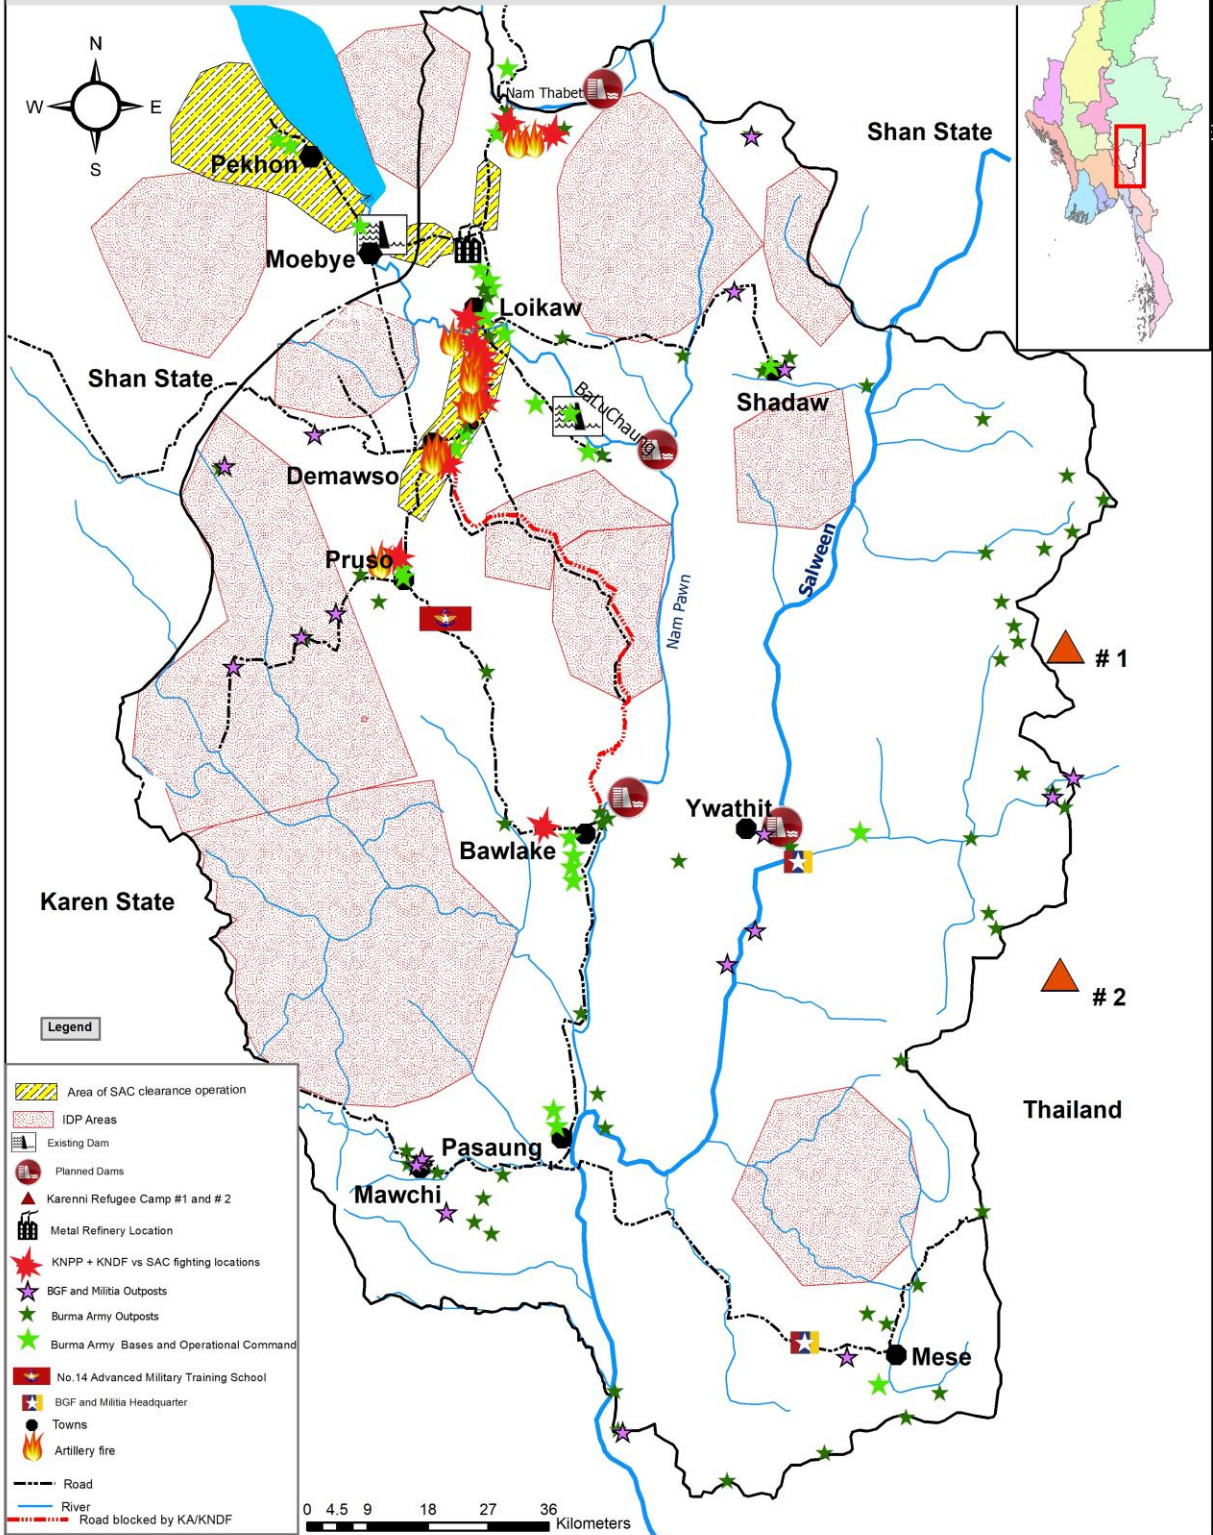 N
W E
S
Nam Thabet
Shan State
Pekhon
Moebye
Loikaw
Shan State
BaLuChaung
Shadaw
Demawso
Salween
Pruso
Nam Pawn
# 1
Ywathit
Bawlake
Karen State
# 2
Legend
Area of SAC clearance operation
IDP Areas
Existing Dam
Planned Dams
Karenni Refugee Camp #1 and # 2
Metal Refinery Location
KNPP + KNDF vs SAC fighting locations
BGF and Militia Outposts
Burma Army Outposts
Burma Army Bases and Operational Command
No.14 Advanced Military Training School
BGF and Militia Headquarter
Towns
Artillery fire
Road
River
Road blocked by KA/KNDF
Thailand
Pasaung
Mawchi
Mese
0 4.5 9 18 27 36
Kilometers